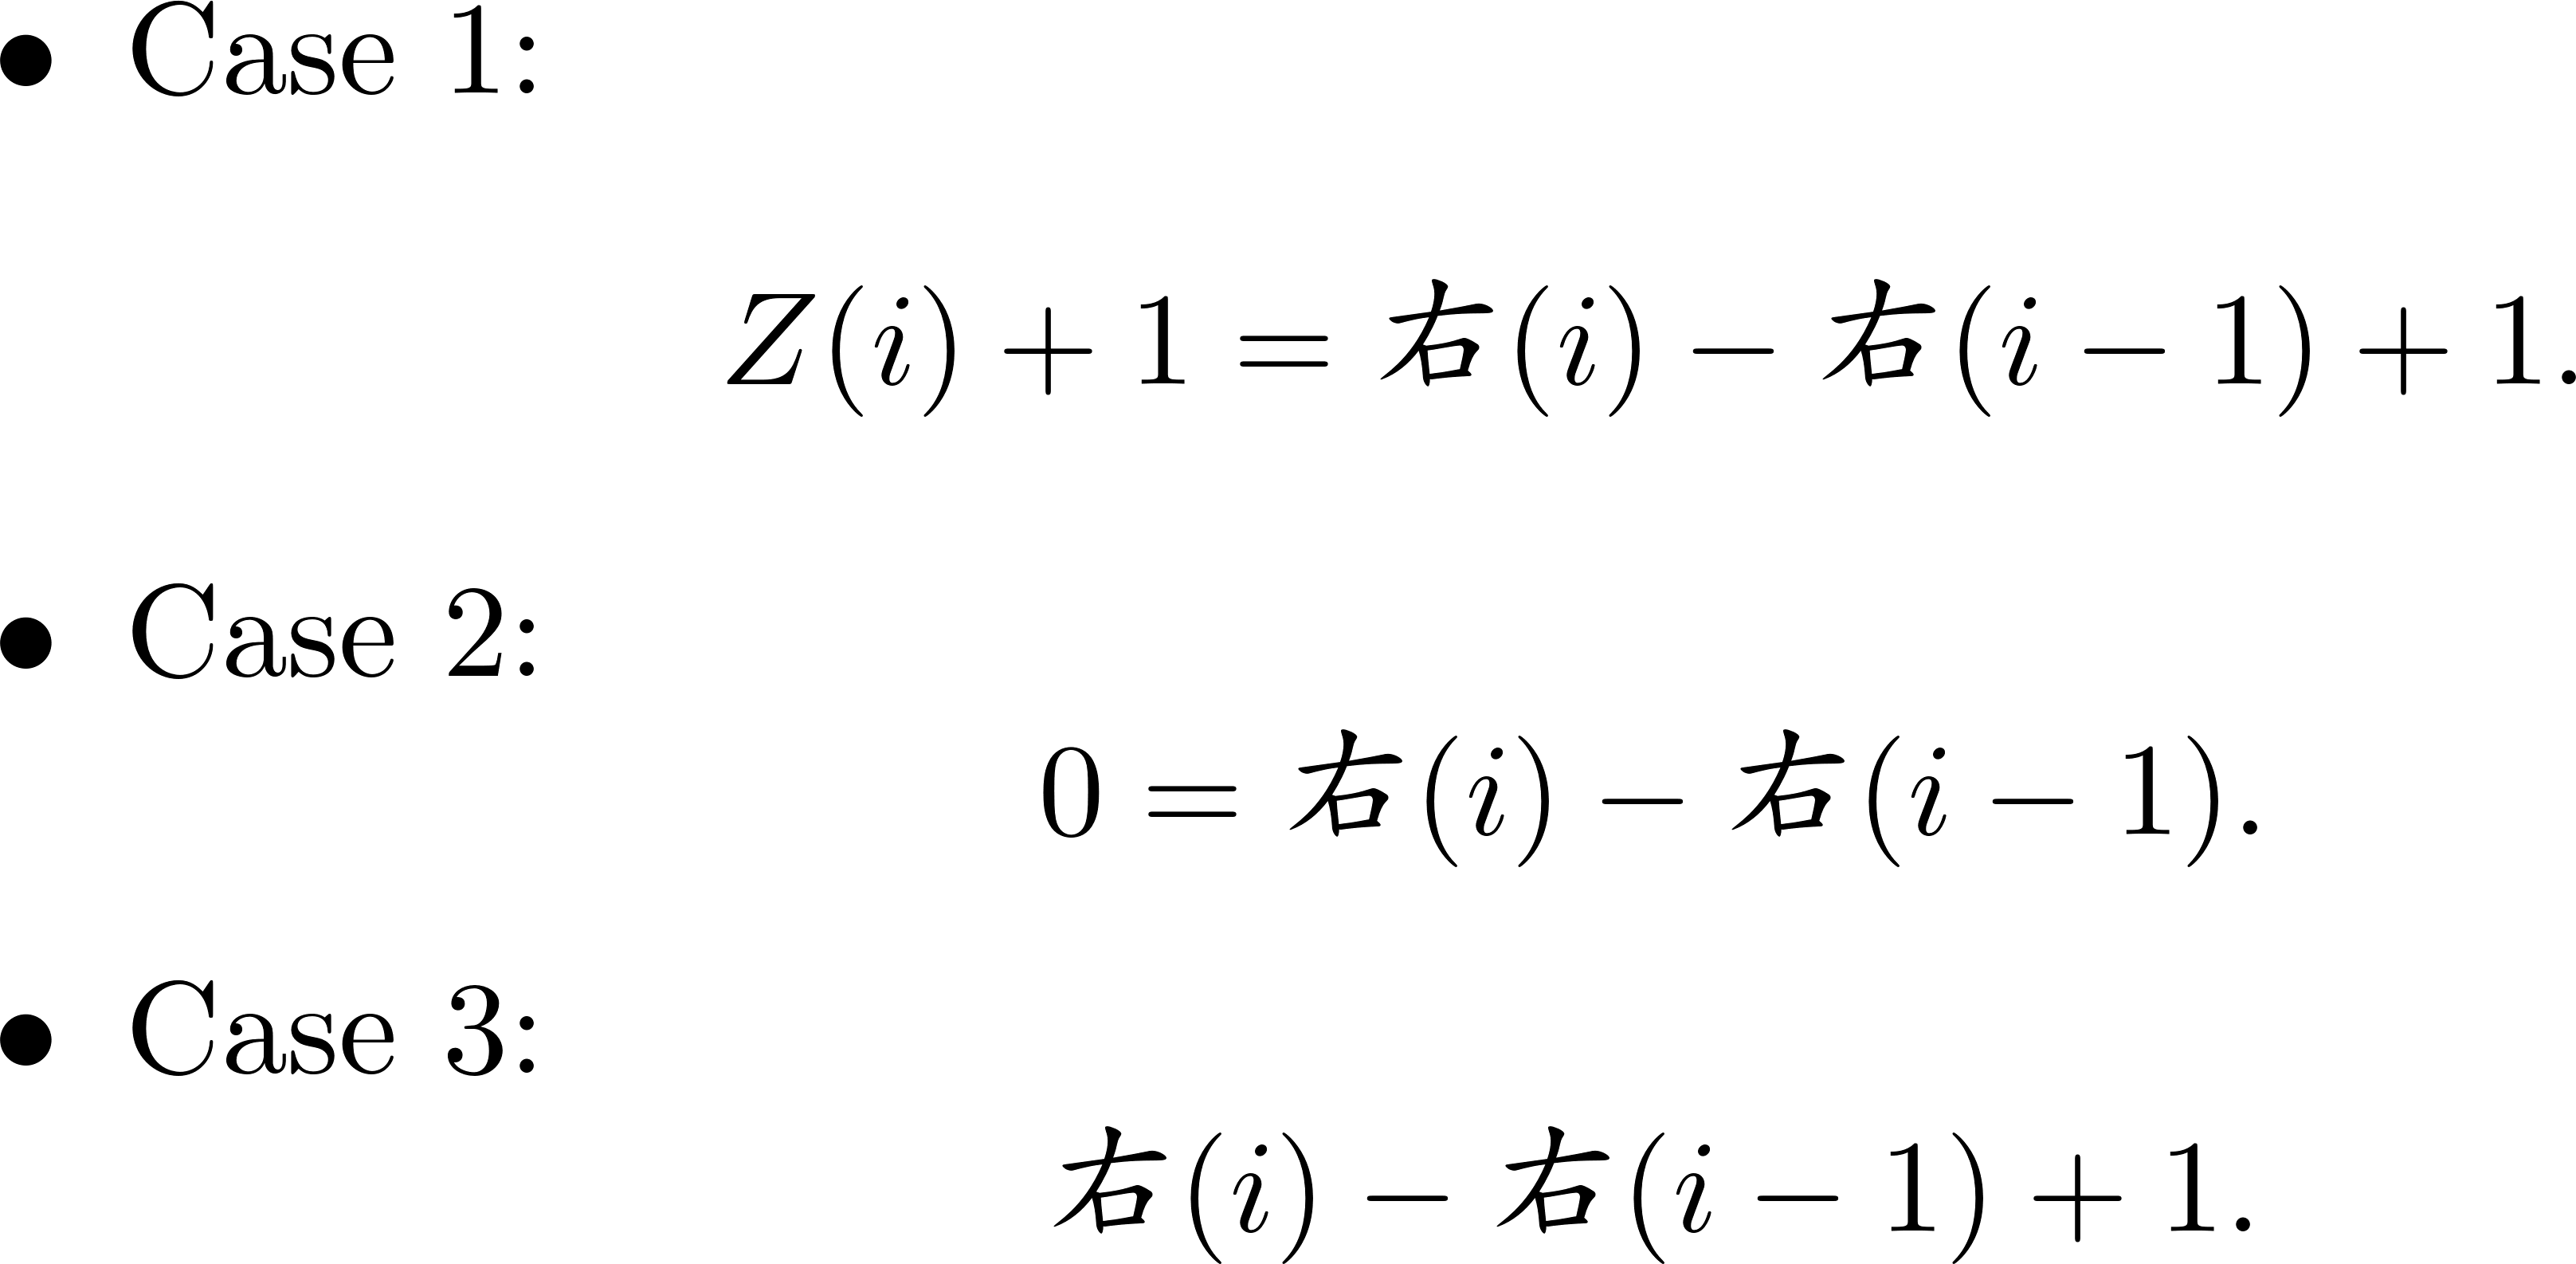 • Case 1:
Z(i) + 1 = 右(i) − 右(i − 1) + 1.
• Case 2:
0 = 右(i) − 右(i − 1).
• Case 3:
右(i) − 右(i − 1) + 1.